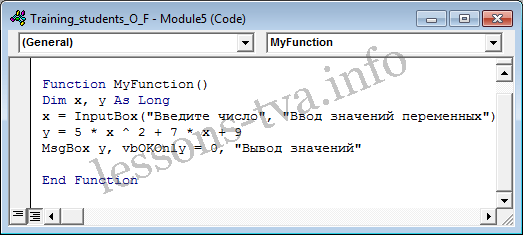 Training_students_O_F - Module5 (Code)
(General) MyFunction
Function MyFunction()
Dim x, y As Long
x = InputBox("Введите число", "Ввод значений переменных")
y = 5 * x ^ 2 + 7 * x + 9
MsgBox y, vbOKOnly = 0, "Вывод значений"
End Function
lessons-tva.info